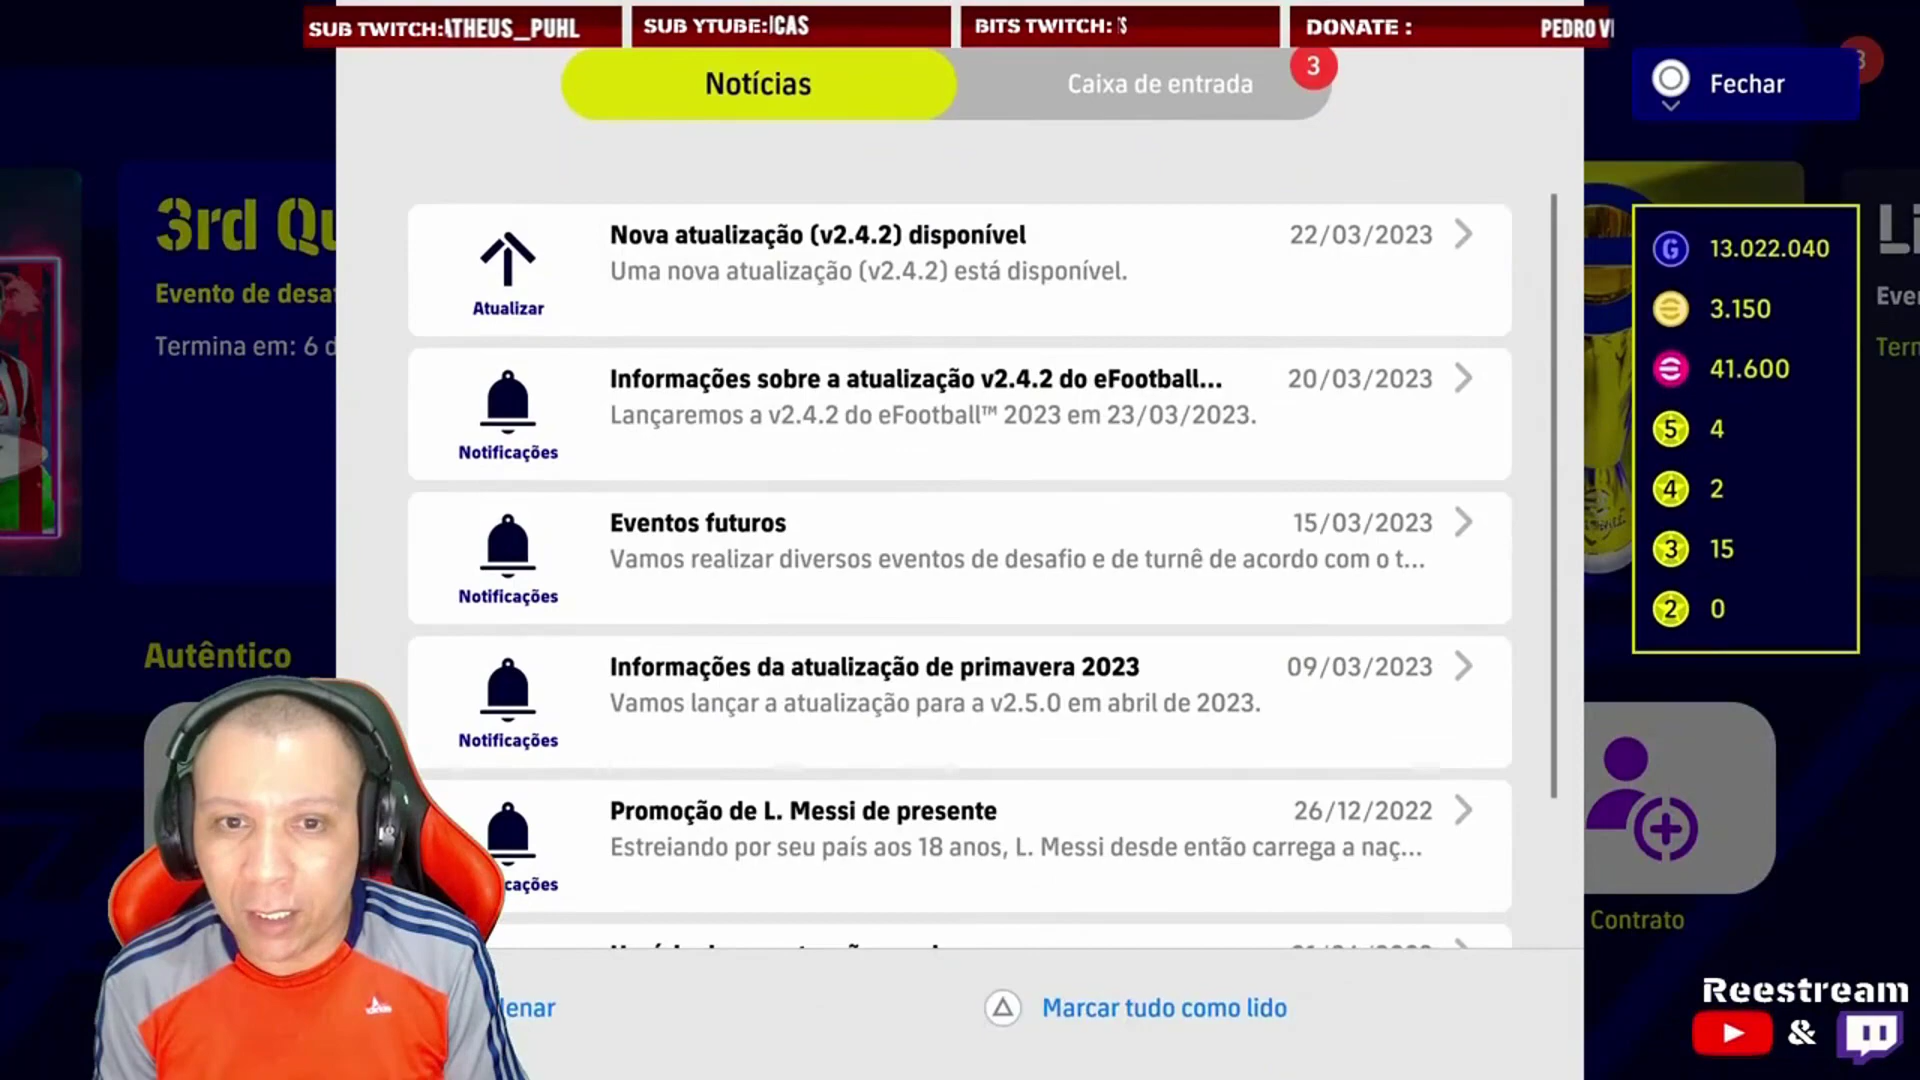 SUB TWITCH: ATHEUS_PUHL
SUB YTUBE: ICAS
BITS TWITCH: S
DONATE : PEDRO VI
Notícias
Caixa de entrada
3
Fechar
3
3rd Qu
Evento de desa
Termina em: 6 d
Autêntico
Nova atualização (v2.4.2) disponível
22/03/2023
Uma nova atualização (v2.4.2) está disponível.
Atualizar
Informações sobre a atualização v2.4.2 do eFootball...
20/03/2023
Lançaremos a v2.4.2 do eFootball™ 2023 em 23/03/2023.
Notificações
Eventos futuros
15/03/2023
Vamos realizar diversos eventos de desafio e de turnê de acordo com o t...
Notificações
Informações da atualização de primavera 2023
09/03/2023
Vamos lançar a atualização para a v2.5.0 em abril de 2023.
Notificações
Promoção de L. Messi de presente
26/12/2022
Estreiando por seu país aos 18 anos, L. Messi desde então carrega a naç...
cações
enar
Marcar tudo como lido
G 13.022.040
3.150
41.600
5 4
4 2
3 15
2 0
Li
Eve
Tern
Contrato
Reestream
&